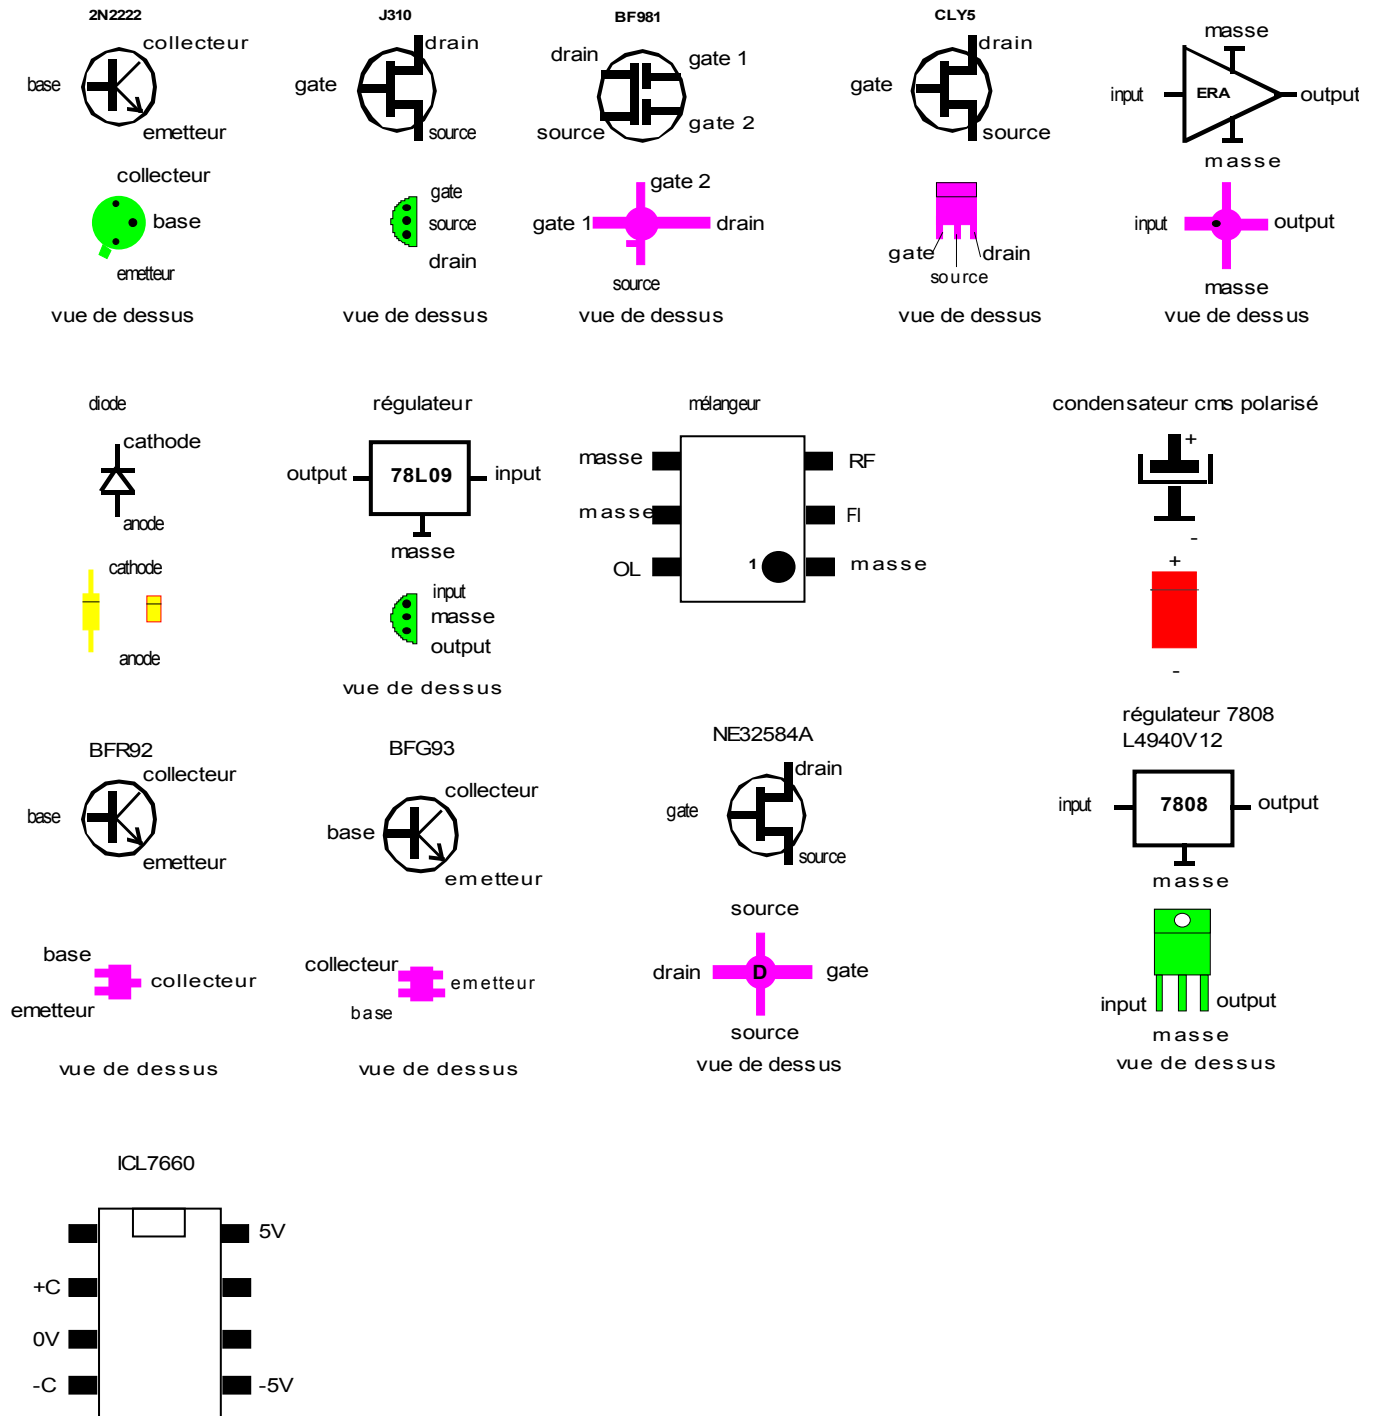 2N2222
collecteur
base
emetteur
collecteur
base
emetteur
vue de dessus
J310
drain
gate
source
gate
source
drain
vue de dessus
BF981
drain
gate 1
source
gate 2
gate 2
gate 1
drain
source
vue de dessus
CLY5
drain
gate
source
gate
drain
source
vue de dessus
masse
input
ERA
output
masse
input
output
masse
vue de dessus
diode
cathode
anode
cathode
anode
régulateur
output
78L09
input
masse
input
masse
output
vue de dessus
mélangeur
masse
RF
masse
FI
OL
1
masse
condensateur cms polarisé
+
-
+
-
BFR92
collecteur
base
emetteur
base
collecteur
emetteur
vue de dessus
BFG93
collecteur
base
emetteur
collecteur
emetteur
base
vue de dessus
NE32584A
drain
gate
source
source
drain
D
gate
source
vue de dessus
régulateur 7808
L4940V12
input
7808
output
masse
input
output
masse
vue de dessus
ICL7660
5V
+C
0V
-C
-5V